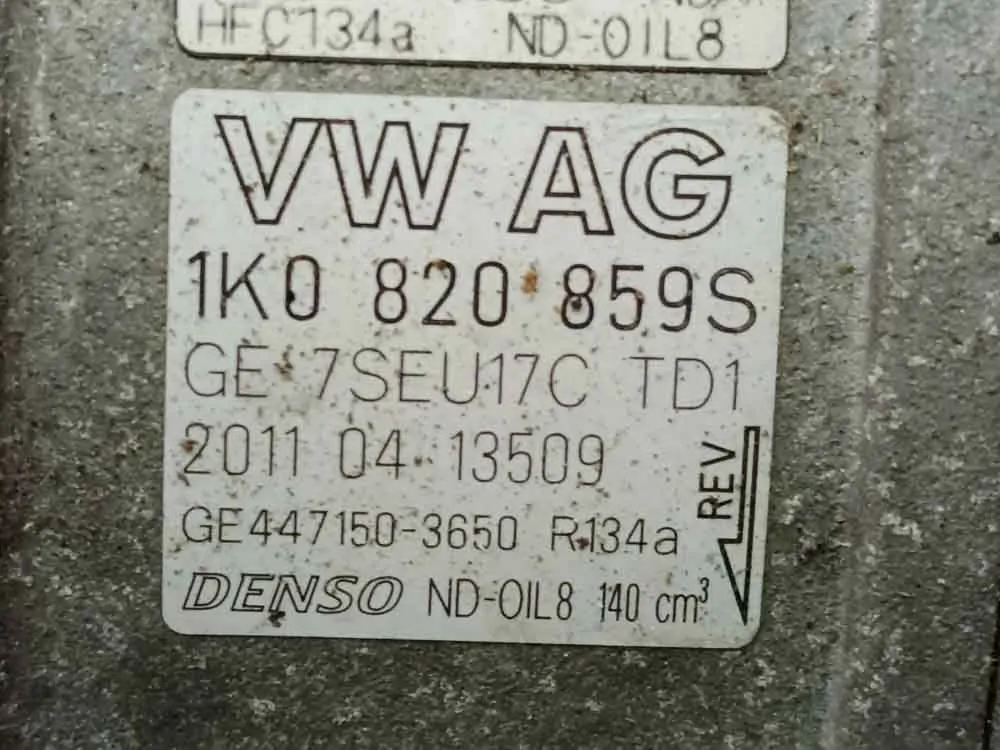 HFC134a ND-OIL8
VW AG
1K0 820 859S
GE 7SEU17C TD1
2011 04 13509
GE447150-3650 R134a
REV
DENSO ND-OIL8 140 cm³